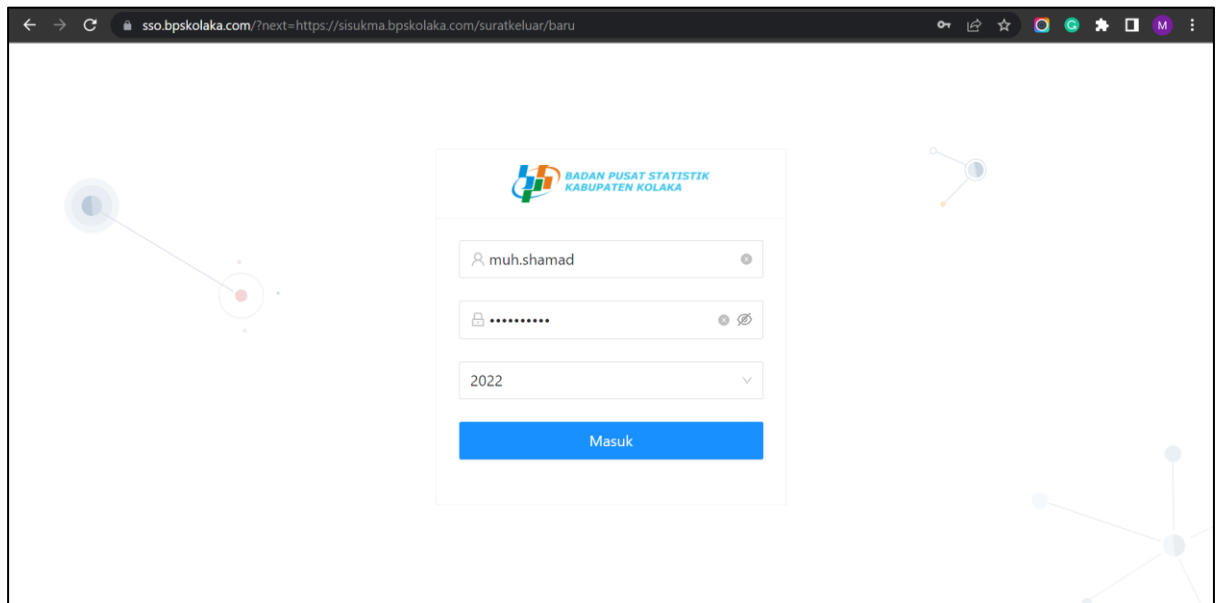 sso.bpskolaka.com/?next=https://sisukma.bpskolaka.com/suratkeluar/baru
G
M
BADAN PUSAT STATISTIK
KABUPATEN KOLAKA
muh.shamad
••••••••••
2022
Masuk